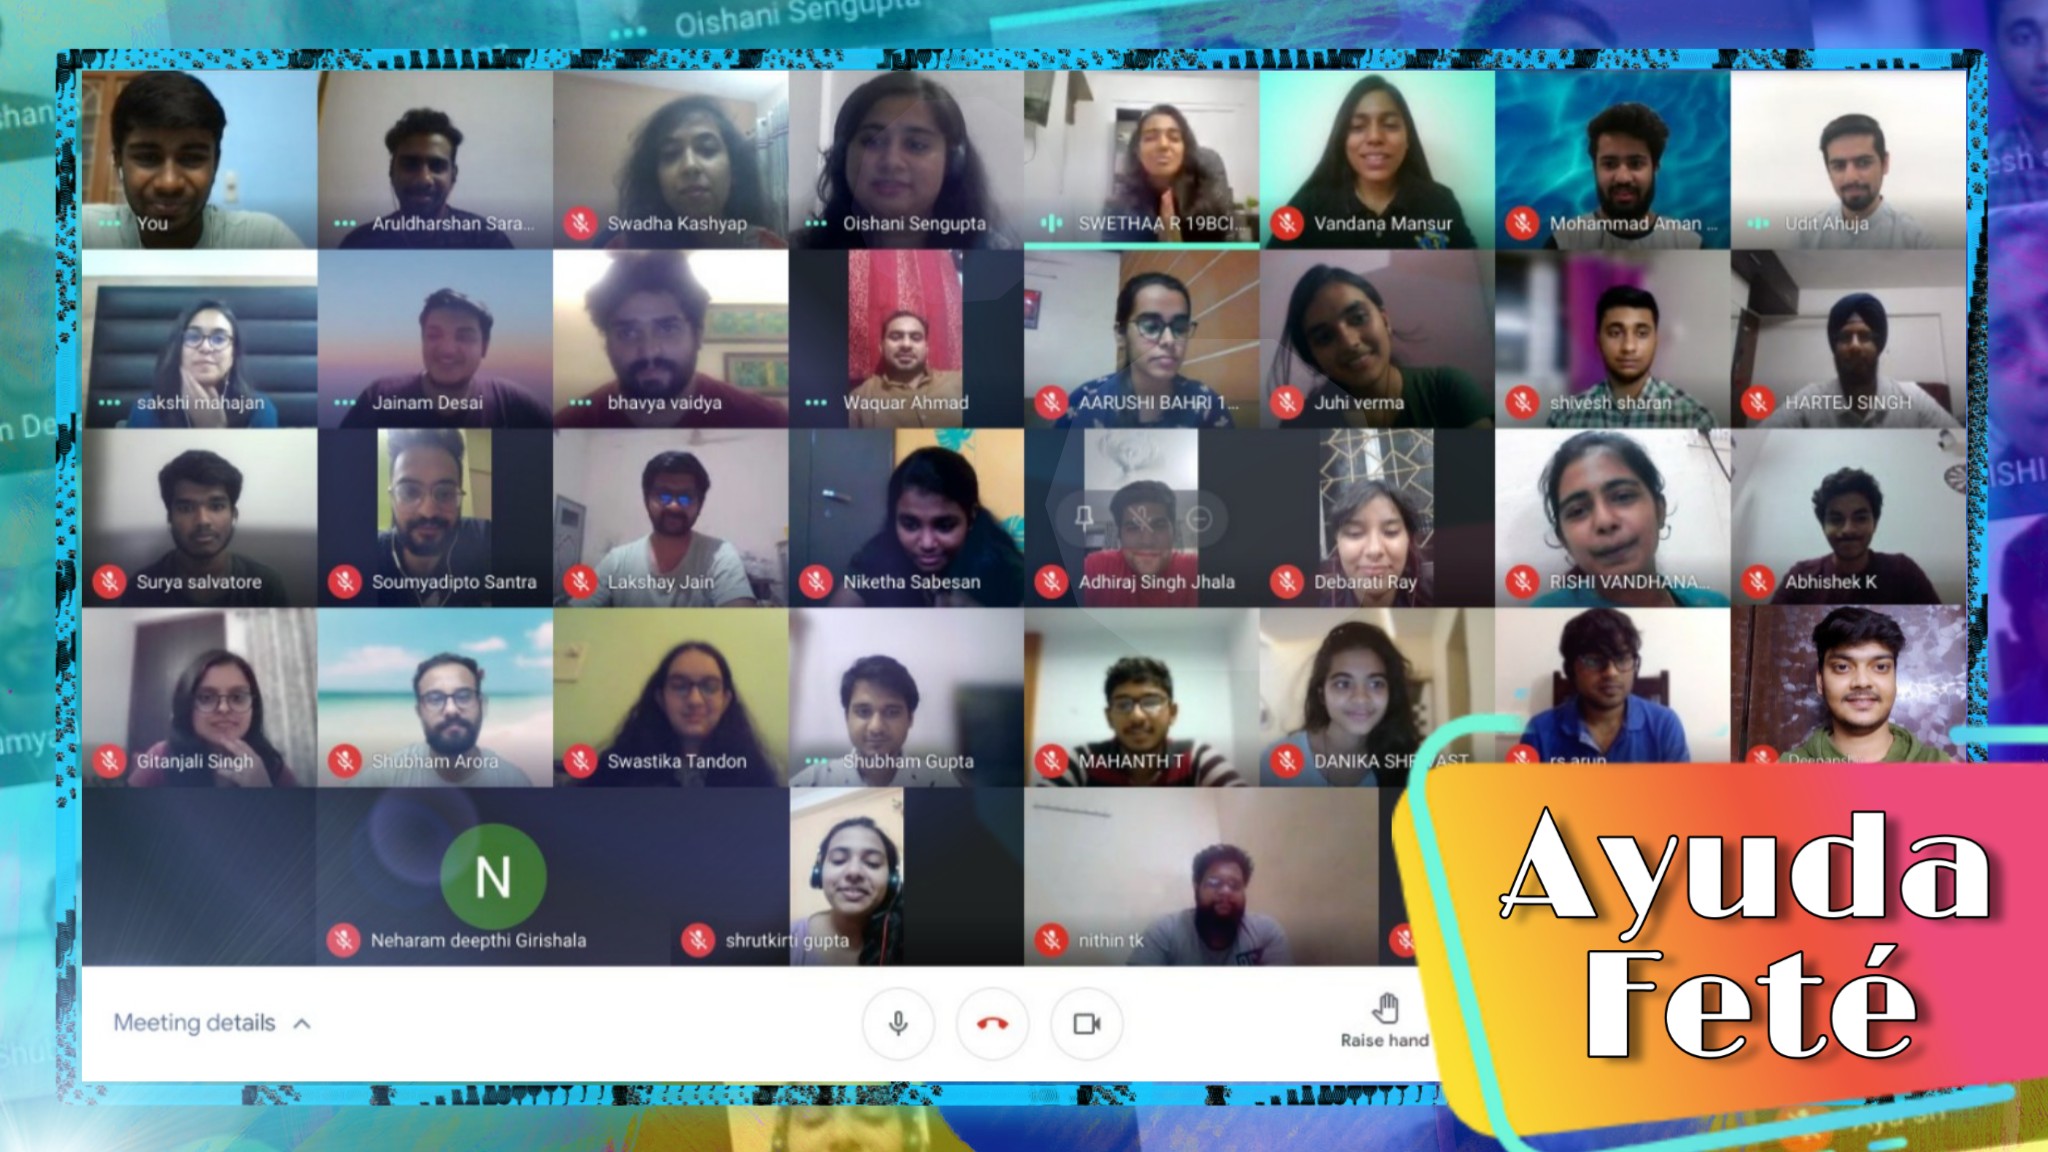 Oishani Sengupta
You
Aruldharshan Sara...
Swadha Kashyap
Oishani Sengupta
SWETHAA R 19BCI...
Vandana Mansur
Mohammad Aman ...
Udit Ahuja
sakshi mahajan
Jainam Desai
bhavya vaidya
Waquar Ahmad
AARUSHI BAHRI 1...
Juhi verma
shivesh sharan
HARTEJ SINGH
Surya salvatore
Soumyadipto Santra
Lakshay Jain
Niketha Sabesan
Adhiraj Singh Jhala
Debarati Ray
RISHI VANDHANA...
Abhishek K
Gitanjali Singh
Shubham Arora
Swastika Tandon
Shubham Gupta
MAHANTH T
DANIKA
rs arun
N
Neharam deepthi Girishala
shrutkirti gupta
nithin tk
Ayuda
Feté
Meeting details
Raise hand